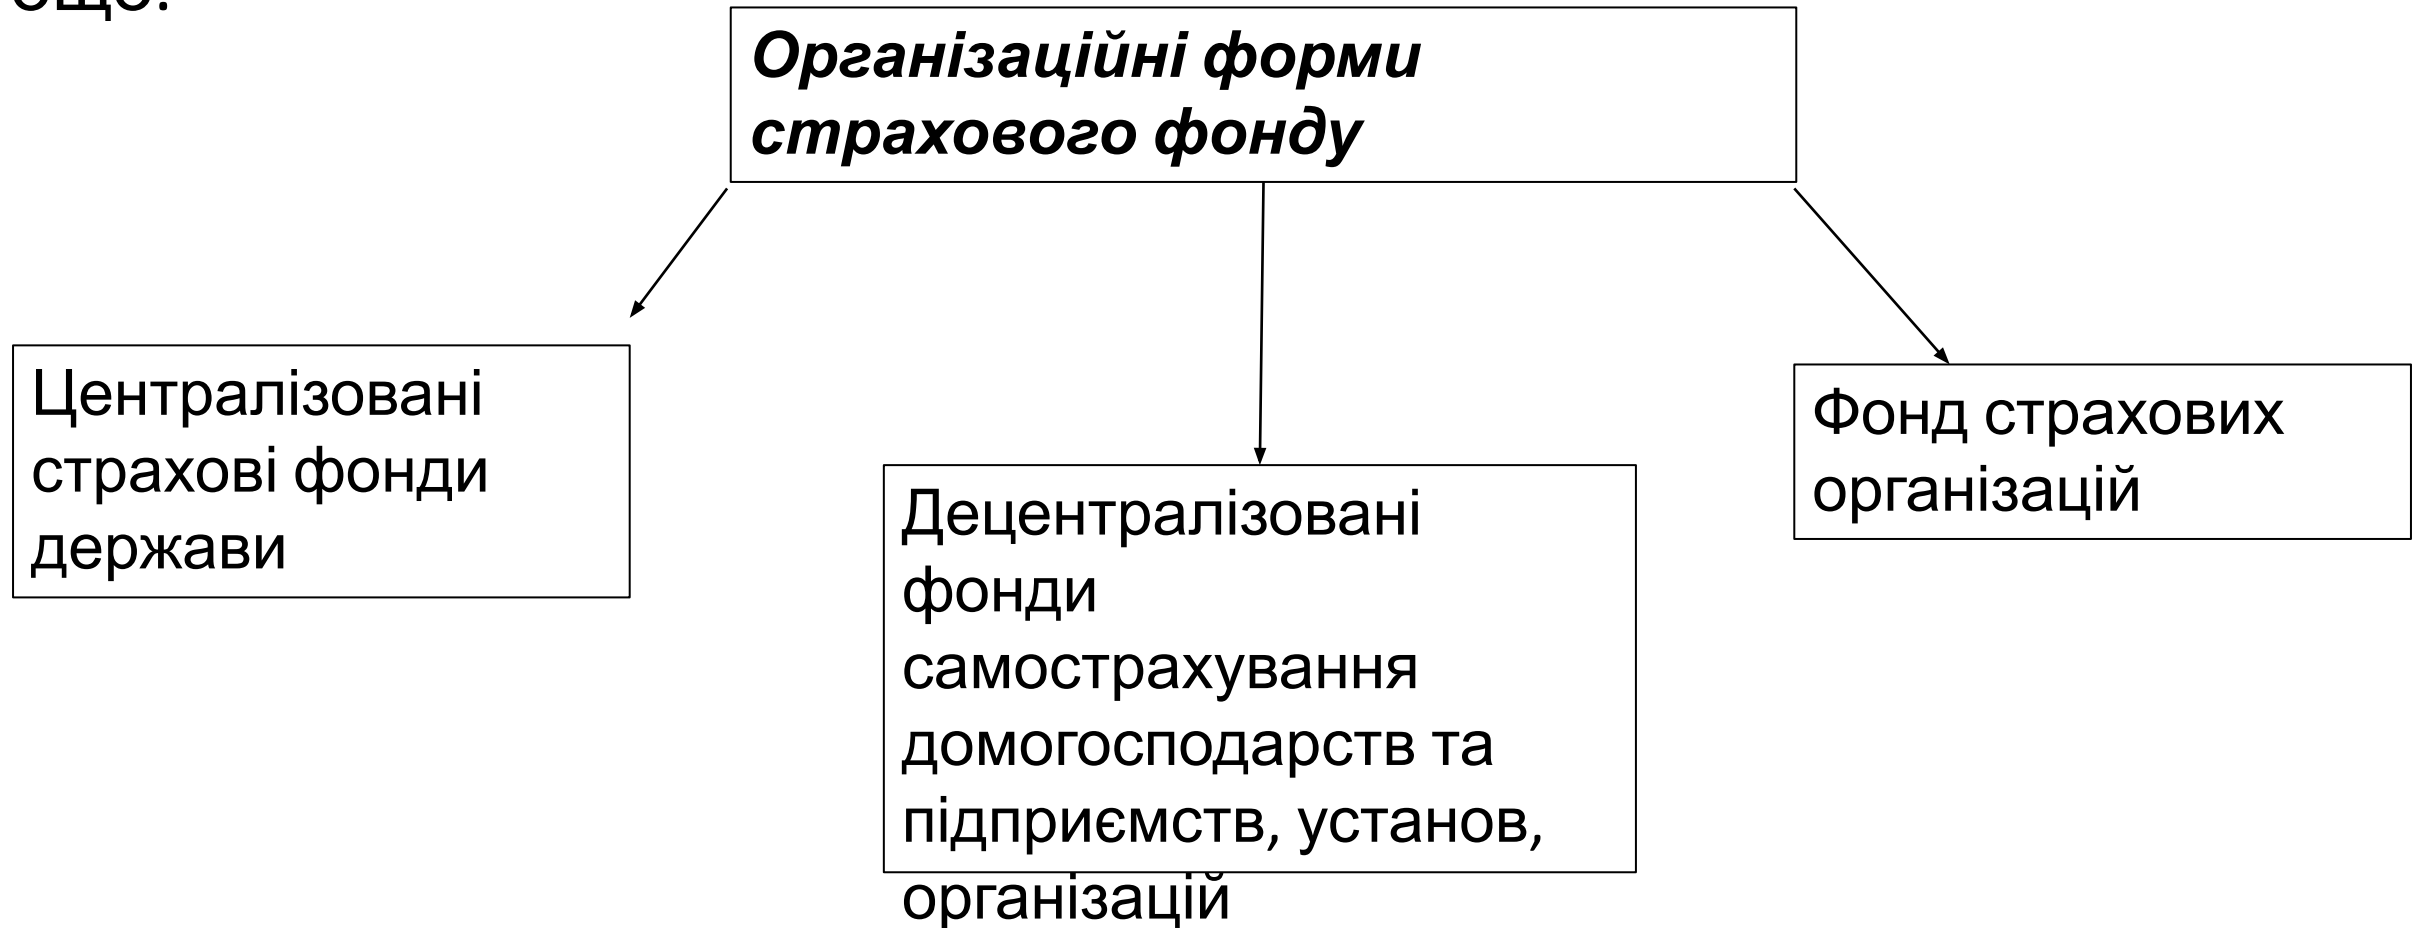 Організаційні форми
страхового фонду
Централізовані
страхові фонди
держави
Децентралізовані
фонди
самострахування
домогосподарств та
підприємств, установ,
організацій
Фонд страхових
організацій